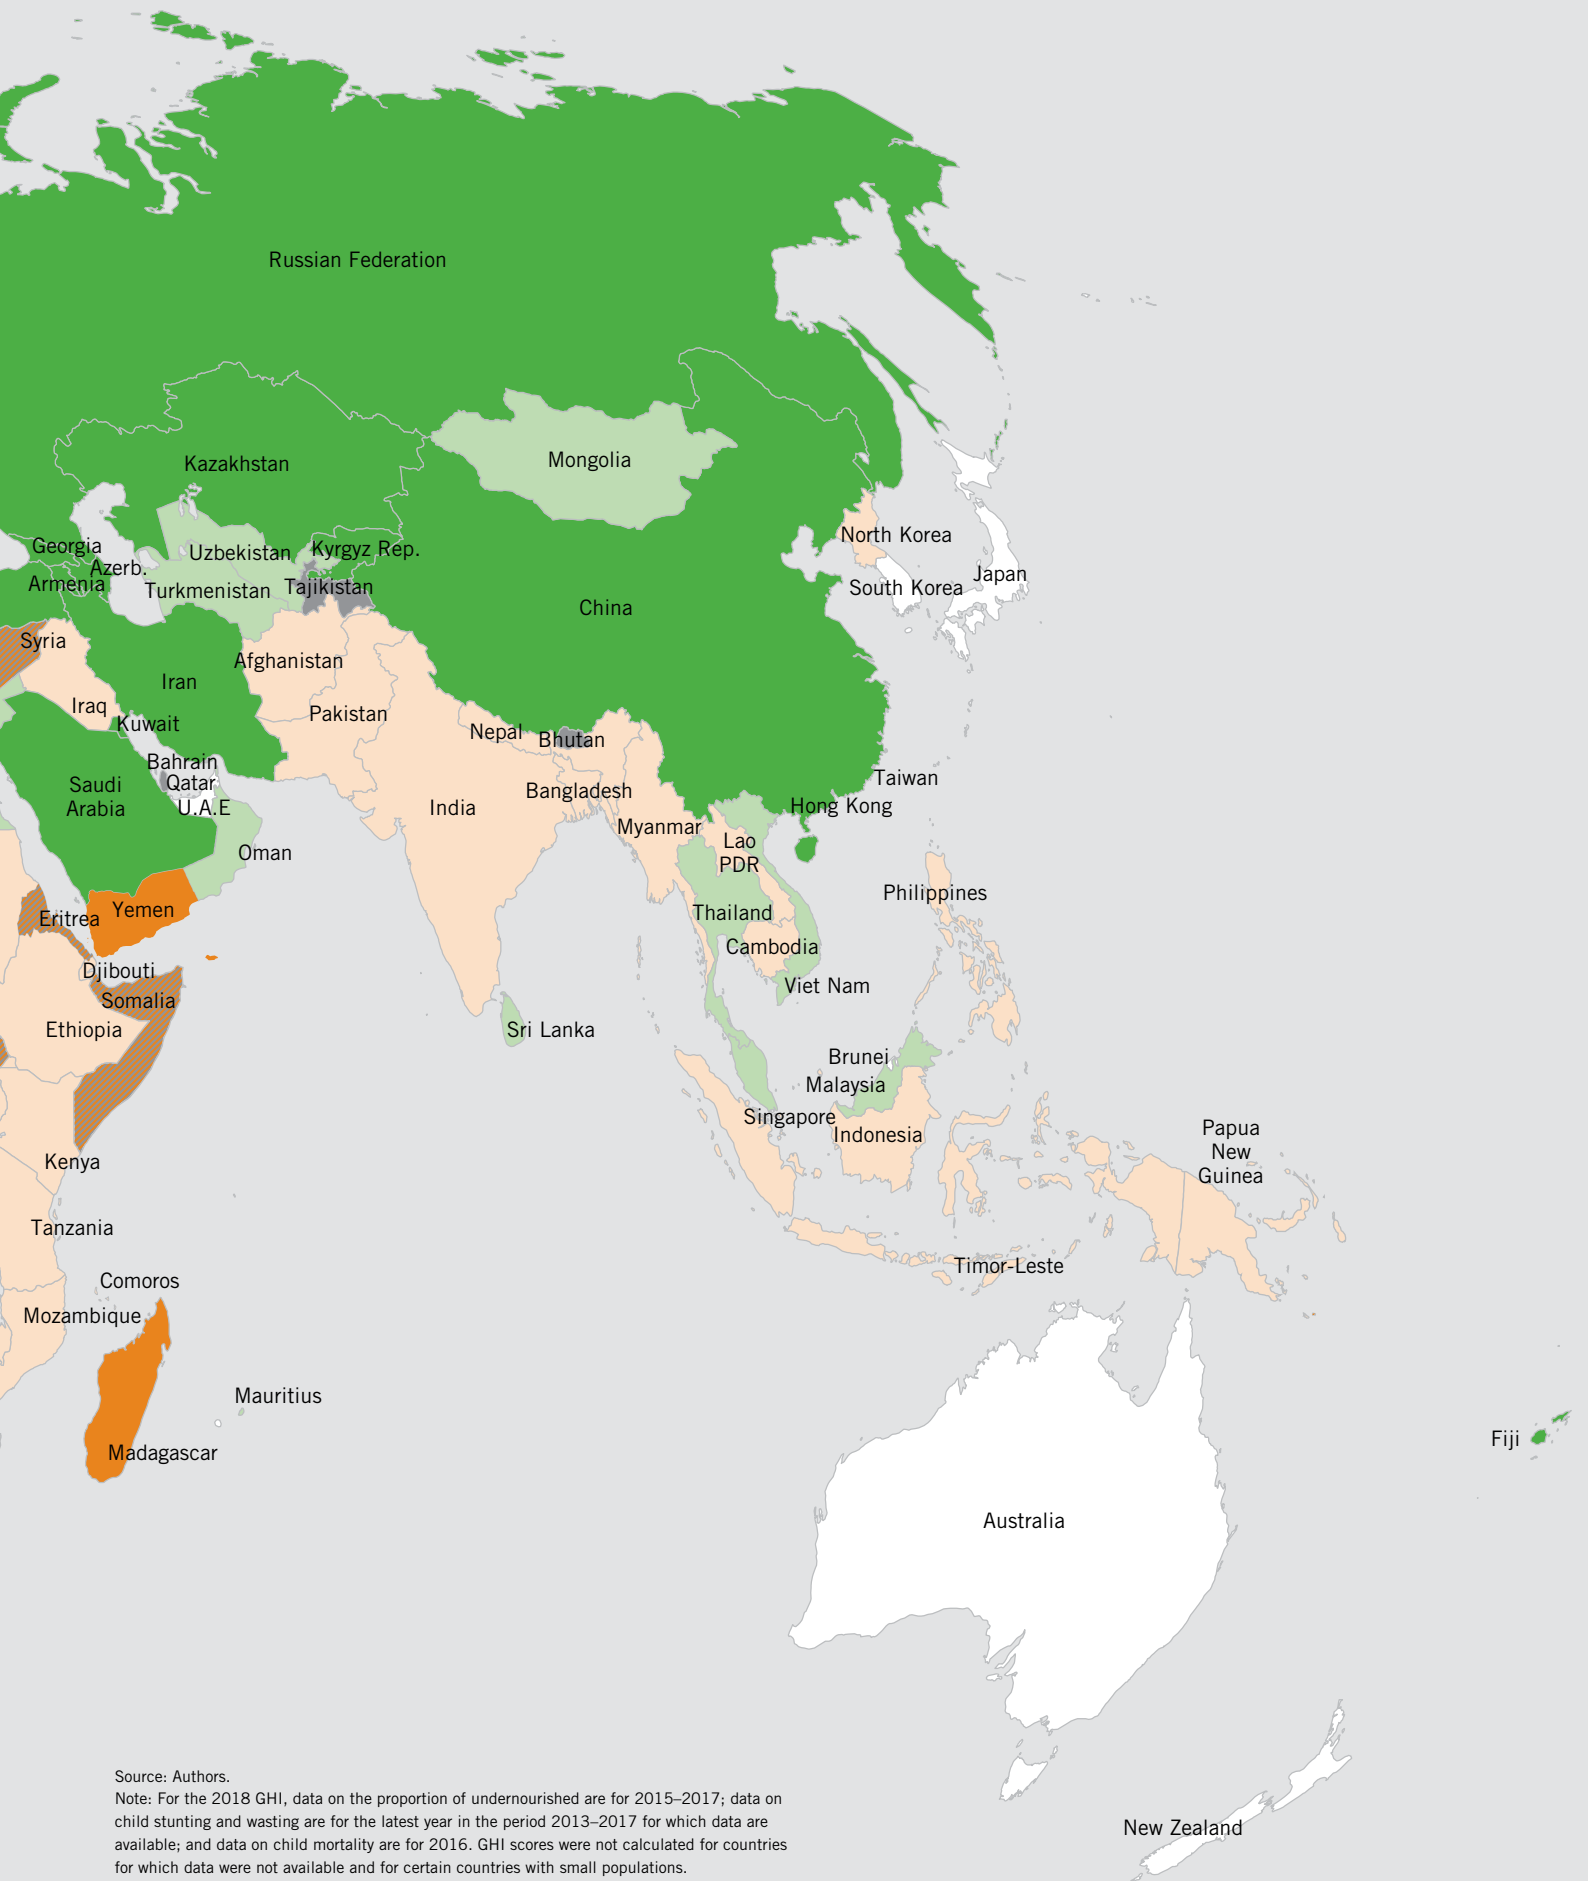 Russian Federation
Mongolia
Kazakhstan
North Korea
Georgia
Uzbekistan
Kyrgyz Rep.
Azerb.
Armenia
Turkmenistan
Tajikistan
South Korea
Japan
China
Syria
Afghanistan
Iran
Iraq
Pakistan
Kuwait
Nepal
Bhutan
Bahrain
Qatar
Saudi
Arabia
U.A.E
Taiwan
Bangladesh
India
Hong Kong
Myanmar
Lao
PDR
Oman
Philippines
Eritrea
Yemen
Thailand
Cambodia
Djibouti
Viet Nam
Somalia
Ethiopia
Sri Lanka
Brunei
Malaysia
Singapore
Indonesia
Papua
New
Guinea
Kenya
Tanzania
Timor-Leste
Comoros
Mozambique
Mauritius
Madagascar
Fiji
Australia
New Zealand
Source: Authors.
Note: For the 2018 GHI, data on the proportion of undernourished are for 2015–2017; data on
child stunting and wasting are for the latest year in the period 2013–2017 for which data are
available; and data on child mortality are for 2016. GHI scores were not calculated for countries
for which data were not available and for certain countries with small populations.